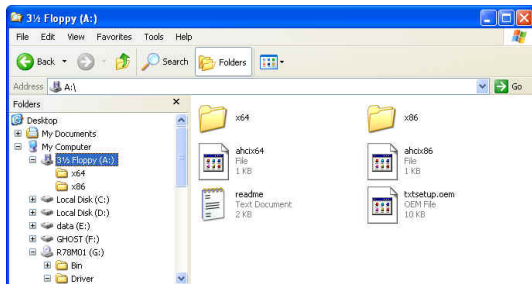 3½ Floppy (A:)
File Edit View Favorites Tools Help
Back Search Folders
Address A:\ Go
Folders x
Desktop
My Documents
My Computer
3½ Floppy (A:)
x64
x86
Local Disk (C:)
Local Disk (D:)
data (E:)
GHOST (F:)
R78M01 (G:)
Bin
Driver
x64 x86
ahcix64
File
1 KB
ahcix86
File
1 KB
readme
Text Document
2 KB
txtsetup.oem
OEM File
10 KB